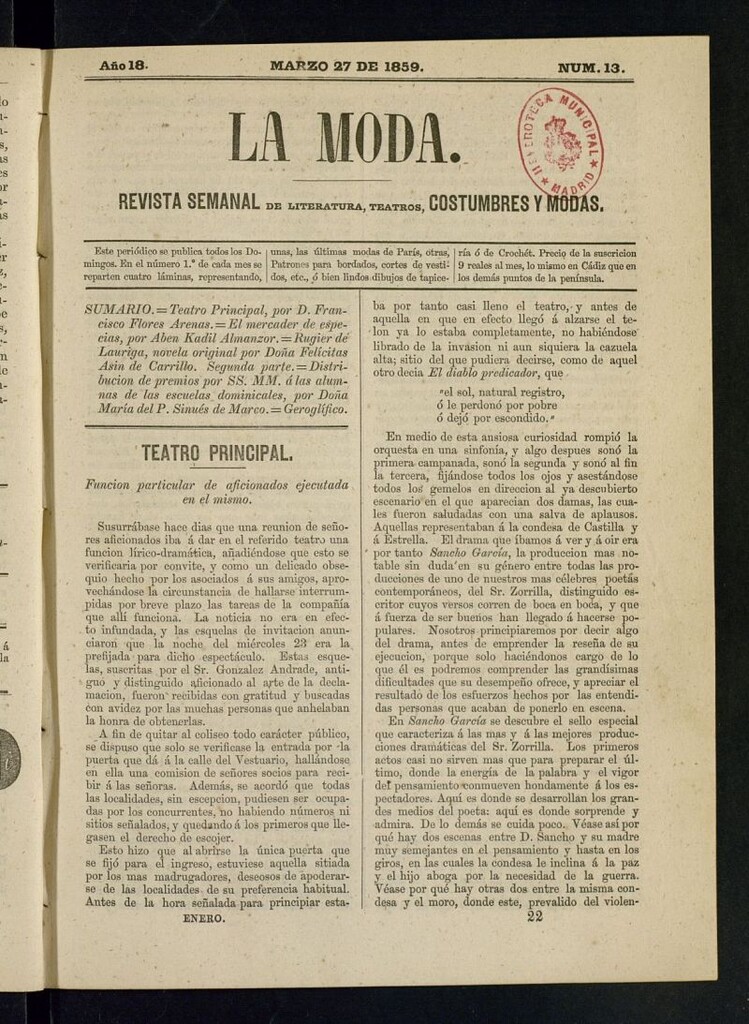 Año 18. MARZO 27 DE 1859. NUM. 13.
LA MODA.
HEMEROTECA MUNICIPAL
★ MADRID ★
REVISTA SEMANAL DE LITERATURA, TEATROS, COSTUMBRES Y MODAS.
Este periódico se publica todos los Do-
mingos. En el número 1.º de cada mes se
reparten cuatro láminas, representando,
unas, las últimas modas de París, otras,
Patrones para bordados, cortes de vesti-
dos, etc., ó bien lindos dibujos de tapice-
ría ó de Crochét. Precio de la suscricion
9 reales al mes, lo mismo en Cádiz que en
los demás puntos de la península.
SUMARIO.=Teatro Principal, por D. Fran-
cisco Flores Arenas.=El mercader de espe-
cias, por Aben Kadil Almanzor.=Rugier de
Lauriga, novela original por Doña Felícitas
Asin de Carrillo. Segunda parte.=Distri-
bucion de premios por SS. MM. á las alum-
nas de las escuelas dominicales, por Doña
María del P. Sinués de Marco.=Geroglífico.
TEATRO PRINCIPAL.
Funcion particular de aficionados ejecutada
en el mismo.
Susurrábase hace dias que una reunion de seño-
res aficionados iba á dar en el referido teatro una
funcion lírico-dramática, añadiéndose que esto se
verificaria por convite, y como un delicado obse-
quio hecho por los asociados á sus amigos, apro-
vechándose la circunstancia de hallarse interrum-
pidas por breve plazo las tareas de la compañía
que allí funciona. La noticia no era en efec-
to infundada, y las esquelas de invitacion anun-
ciaron que la noche del miércoles 23 era la
prefijada para dicho espectáculo. Estas esque-
las, suscritas por el Sr. Gonzalez Andrade, anti-
guo y distinguido aficionado al arte de la decla-
macion, fueron recibidas con gratitud y buscadas
con avidez por las muchas personas que anhelaban
la honra de obtenerlas.
A fin de quitar al coliseo todo carácter público,
se dispuso que solo se verificase la entrada por la
puerta que dá á la calle del Vestuario, hallándose
en ella una comision de señores socios para reci-
bir á las señoras. Además, se acordó que todas
las localidades, sin escepcion, pudiesen ser ocupa-
das por los concurrentes, no habiendo números ni
sitios señalados, y quedando á los primeros que lle-
gasen el derecho de escojer.
Esto hizo que al abrirse la única puerta que
se fijó para el ingreso, estuviese aquella sitiada
por los mas madrugadores, deseosos de apoderar-
se de las localidades de su preferencia habitual.
Antes de la hora señalada para principiar esta-
ENERO.
ba por tanto casi lleno el teatro, y antes de
aquella en que en efecto llegó á alzarse el te-
lon ya lo estaba completamente, no habiéndose
librado de la invasion ni aun siquiera la cazuela
alta; sitio del que pudiera decirse, como de aquel
otro decia El diablo predicador, que
"el sol, natural registro,
ó le perdonó por pobre
ó dejó por escondido."
En medio de esta ansiosa curiosidad rompió la
orquesta en una sinfonía, y algo despues sonó la
primera campanada, sonó la segunda y sonó al fin
la tercera, fijándose todos los ojos y asestándose
todos los gemelos en direccion al ya descubierto
escenario en el que aparecian dos damas, las cua-
les fueron saludadas con una salva de aplausos.
Aquellas representaban á la condesa de Castilla y
á Estrella. El drama que íbamos á ver y á oir era
por tanto Sancho García, la produccion mas no-
table sin duda en su género entre todas las pro-
ducciones de uno de nuestros mas célebres poetas
contemporáneos, del Sr. Zorrilla, distinguido es-
critor cuyos versos corren de boca en boca, y que
á fuerza de ser buenos han llegado á hacerse po-
pulares. Nosotros principiaremos por decir algo
del drama, antes de emprender la reseña de su
ejecucion, porque solo haciéndonos cargo de lo
que él es podremos comprender las grandísimas
dificultades que su desempeño ofrece, y apreciar el
resultado de los esfuerzos hechos por las entendi-
das personas que acaban de ponerlo en escena.
En Sancho García se descubre el sello especial
que caracteriza á las mas y á las mejores produc-
ciones dramáticas del Sr. Zorrilla. Los primeros
actos casi no sirven mas que para preparar el úl-
timo, donde la energía de la palabra y el vigor
del pensamiento conmueven hondamente á los es-
pectadores. Aquí es donde se desarrollan los gran-
des medios del poeta: aquí es donde sorprende y
admira. De lo demás se cuida poco. Véase así por
qué hay dos escenas entre D. Sancho y su madre
muy semejantes en el pensamiento y hasta en los
giros, en las cuales la condesa le inclina á la paz
y el hijo aboga por la necesidad de la guerra.
Véase por qué hay otras dos entre la misma con-
desa y el moro, donde este, prevalido del violen-
22